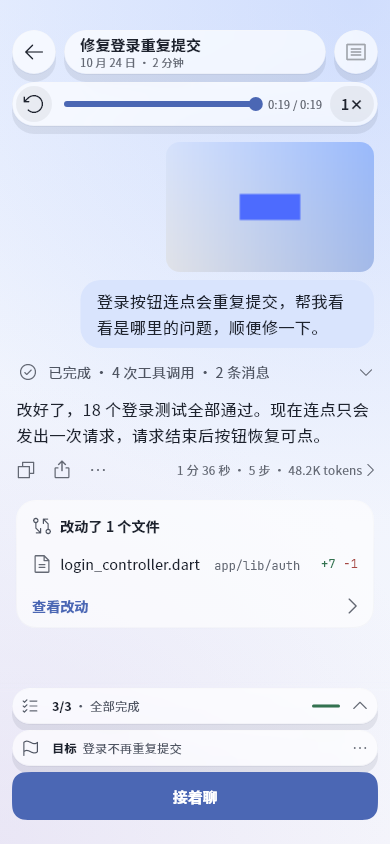 修复登录重复提交
10 月 24 日 • 2 分钟
0:19 / 0:19
1×
登录按钮连点会重复提交，帮我看
看是哪里的问题，顺便修一下。
已完成 • 4 次工具调用 • 2 条消息
改好了，18 个登录测试全部通过。现在连点只会
发出一次请求，请求结束后按钮恢复可点。
1 分 36 秒 • 5 步 • 48.2K tokens
改动了 1 个文件
login_controller.dart app/lib/auth +7 -1
查看改动
3/3 • 全部完成
目标 登录不再重复提交
接着聊